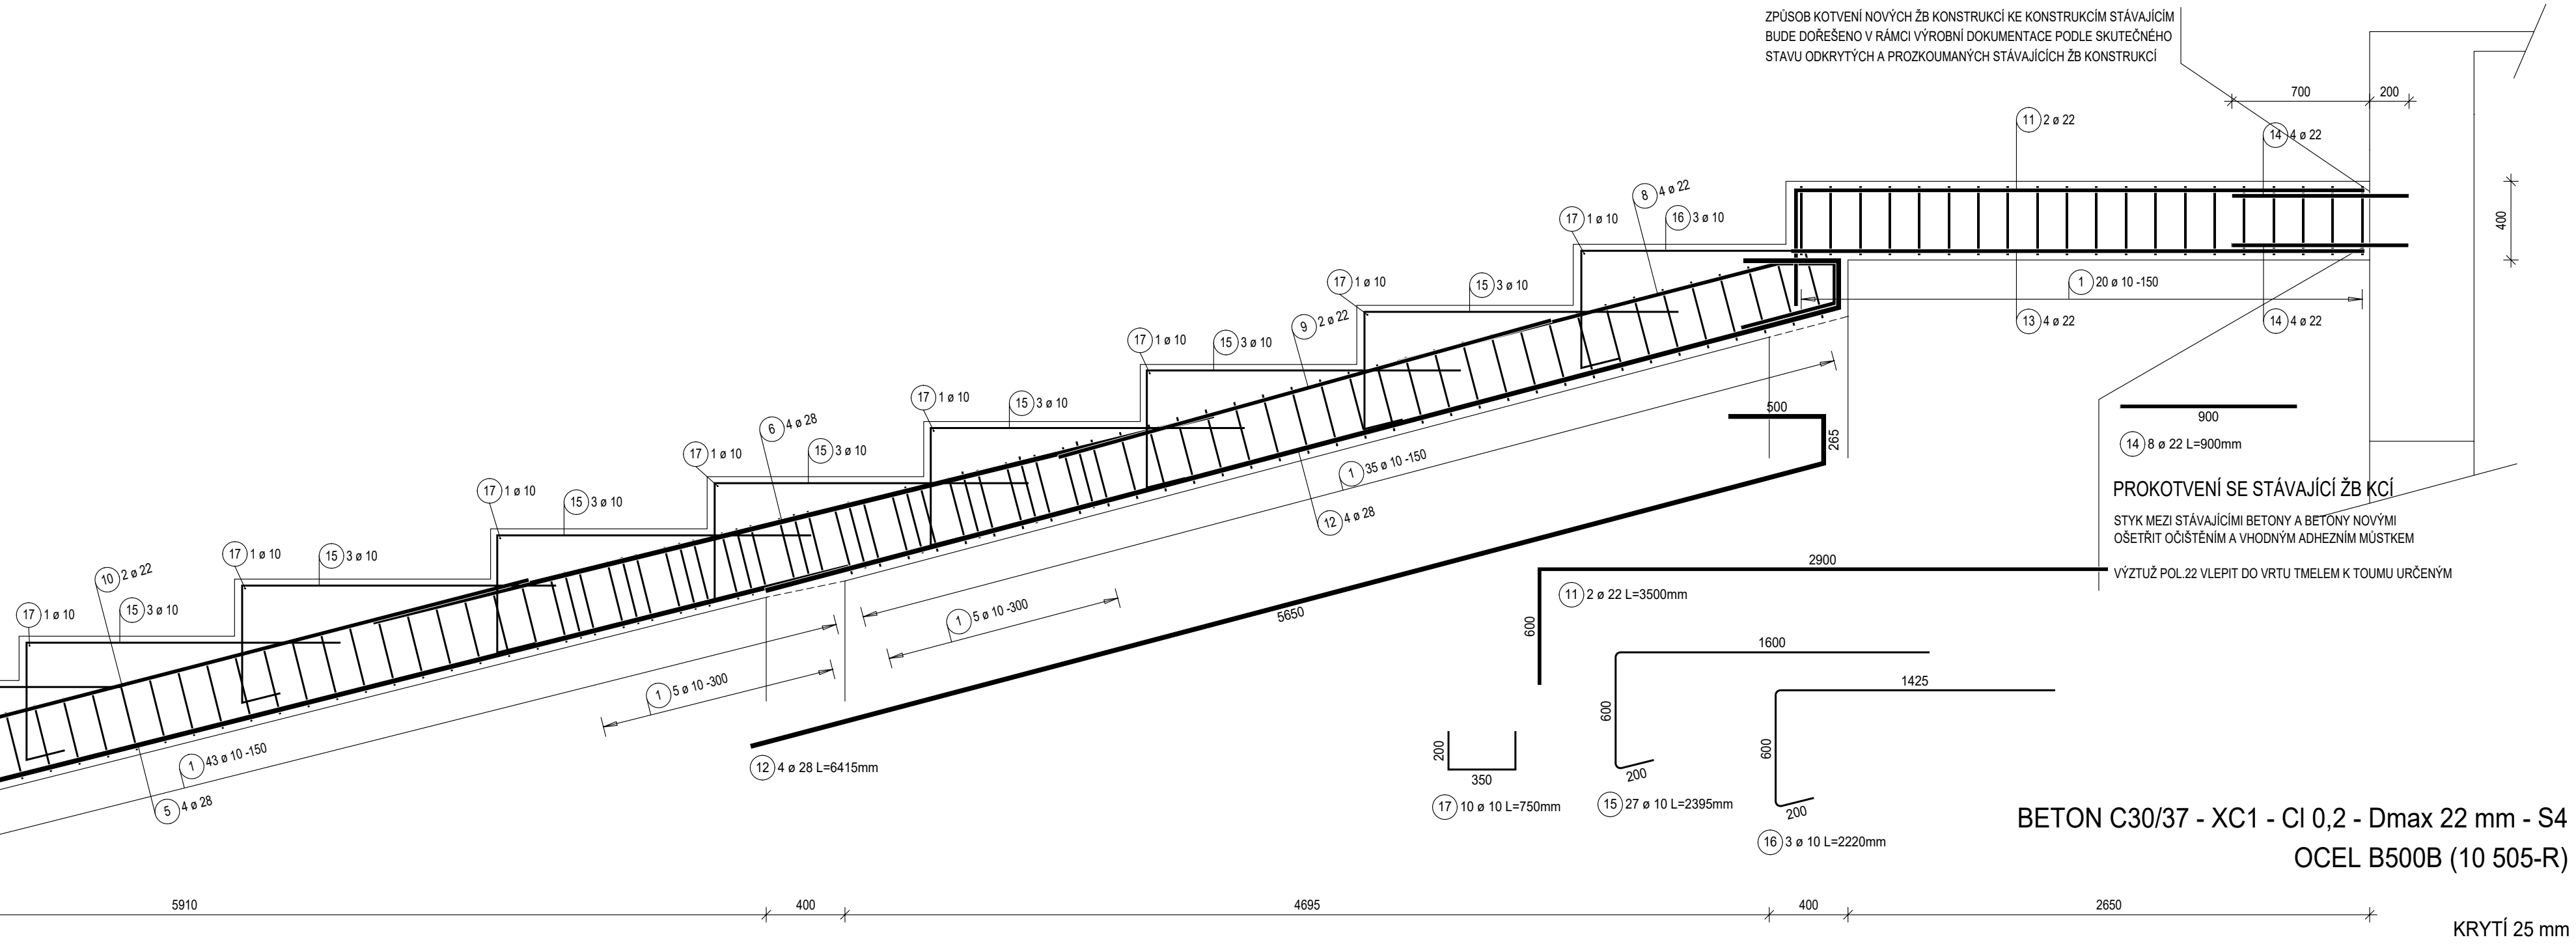 ZPŮSOB KOTVENÍ NOVÝCH ŽB KONSTRUKCÍ KE KONSTRUKCÍM STÁVAJÍCÍM
BUDE DOŘEŠENO V RÁMCI VÝROBNÍ DOKUMENTACE PODLE SKUTEČNÉHO
STAVU ODKRYTÝCH A PROZKOUMANÝCH STÁVAJÍCÍCH ŽB KONSTRUKCÍ
700 200
11 2 ø 22
14 4 ø 22
8 4 ø 22
17 1 ø 10
16 3 ø 10
400
17 1 ø 10
15 3 ø 10
1 20 ø 10 -150
13 4 ø 22
14 4 ø 22
9 2 ø 22
17 1 ø 10
15 3 ø 10
17 1 ø 10
15 3 ø 10
6 4 ø 28
17 1 ø 10
15 3 ø 10
17 1 ø 10
15 3 ø 10
17 1 ø 10
15 3 ø 10
10 2 ø 22
17 1 ø 10
15 3 ø 10
1 35 ø 10 -150
12 4 ø 28
1 5 ø 10 -300
1 5 ø 10 -300
1 43 ø 10 -150
5 4 ø 28
500
265
5650
12 4 ø 28 L=6415mm
900
14 8 ø 22 L=900mm
PROKOTVENÍ SE STÁVAJÍCÍ ŽB KCÍ
STYK MEZI STÁVAJÍCÍMI BETONY A BETONY NOVÝMI
OŠETŘIT OČIŠTĚNÍM A VHODNÝM ADHEZNÍM MŮSTKEM
VÝZTUŽ POL.22 VLEPIT DO VRTU TMELEM K TOUMU URČENÝM
2900
600
11 2 ø 22 L=3500mm
1600
600
200
15 27 ø 10 L=2395mm
1425
600
200
16 3 ø 10 L=2220mm
200
350
17 10 ø 10 L=750mm
BETON C30/37 - XC1 - Cl 0,2 - Dmax 22 mm - S4
OCEL B500B (10 505-R)
5910 400 4695 400 2650
KRYTÍ 25 mm